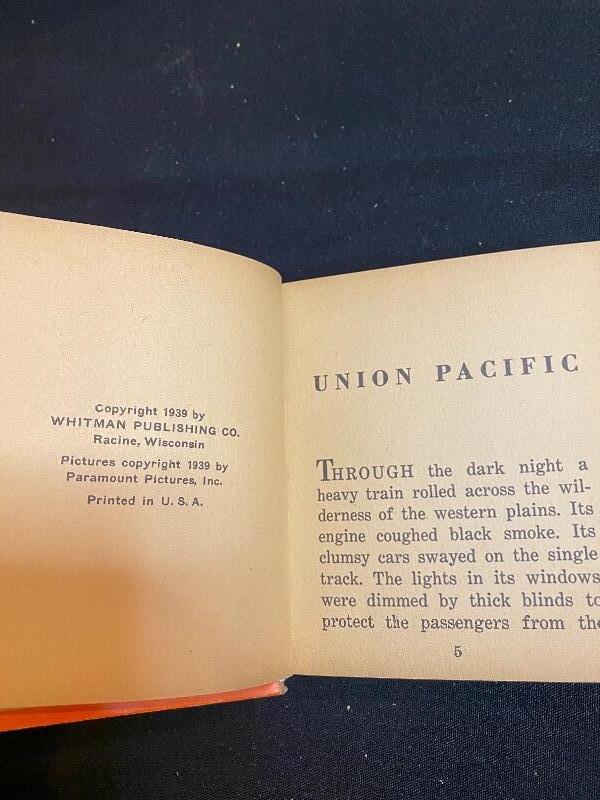 Copyright 1939 by
WHITMAN PUBLISHING CO.
Racine, Wisconsin
Pictures copyright 1939 by
Paramount Pictures, Inc.
Printed in U. S. A.
UNION PACIFIC
THROUGH the dark night a
heavy train rolled across the wil-
derness of the western plains. Its
engine coughed black smoke. Its
clumsy cars swayed on the single
track. The lights in its windows
were dimmed by thick blinds to
protect the passengers from the
5